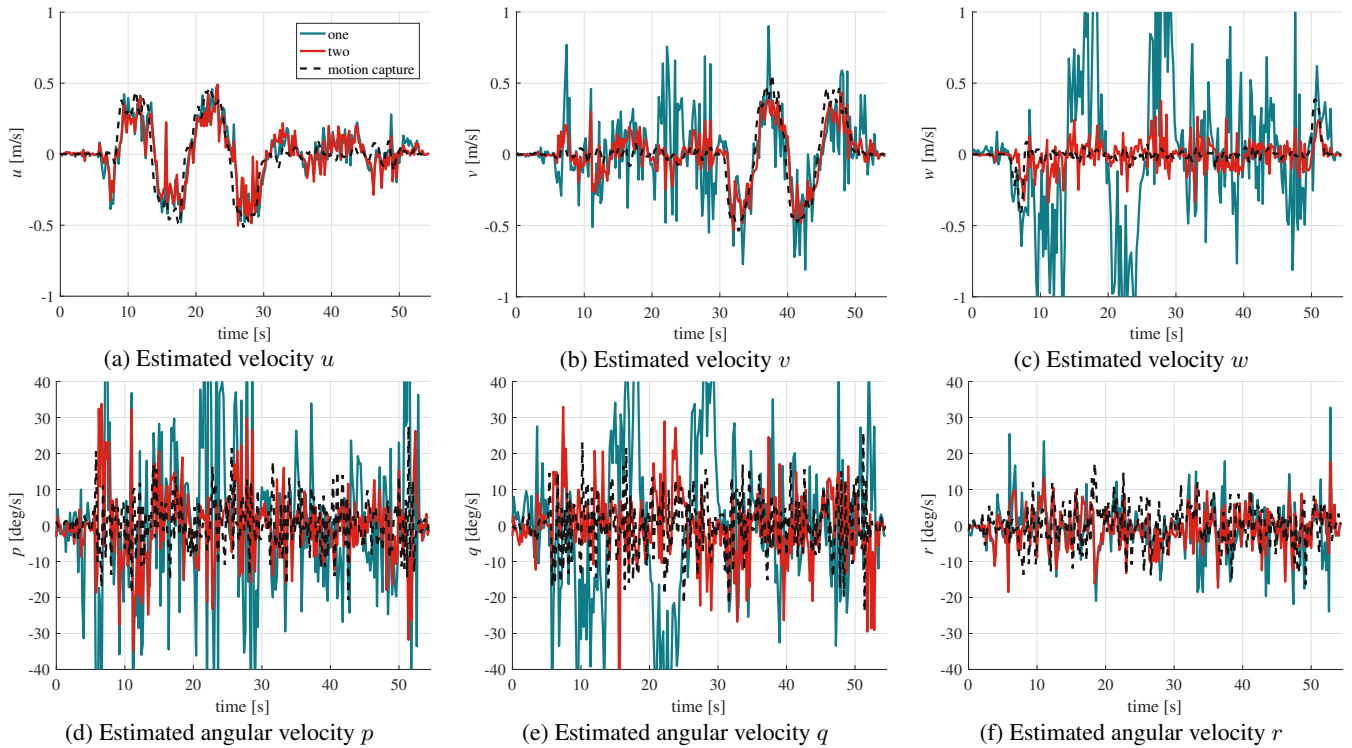 one
two
motion capture
1
0.5
0
-0.5
-1
u [m/s]
0 10 20 30 40 50
time [s]
(a) Estimated velocity u
1
0.5
0
-0.5
-1
v [m/s]
0 10 20 30 40 50
time [s]
(b) Estimated velocity v
1
0.5
0
-0.5
-1
w [m/s]
0 10 20 30 40 50
time [s]
(c) Estimated velocity w
40
30
20
10
0
-10
-20
-30
-40
p [deg/s]
0 10 20 30 40 50
time [s]
(d) Estimated angular velocity p
40
30
20
10
0
-10
-20
-30
-40
q [deg/s]
0 10 20 30 40 50
time [s]
(e) Estimated angular velocity q
40
30
20
10
0
-10
-20
-30
-40
r [deg/s]
0 10 20 30 40 50
time [s]
(f) Estimated angular velocity r